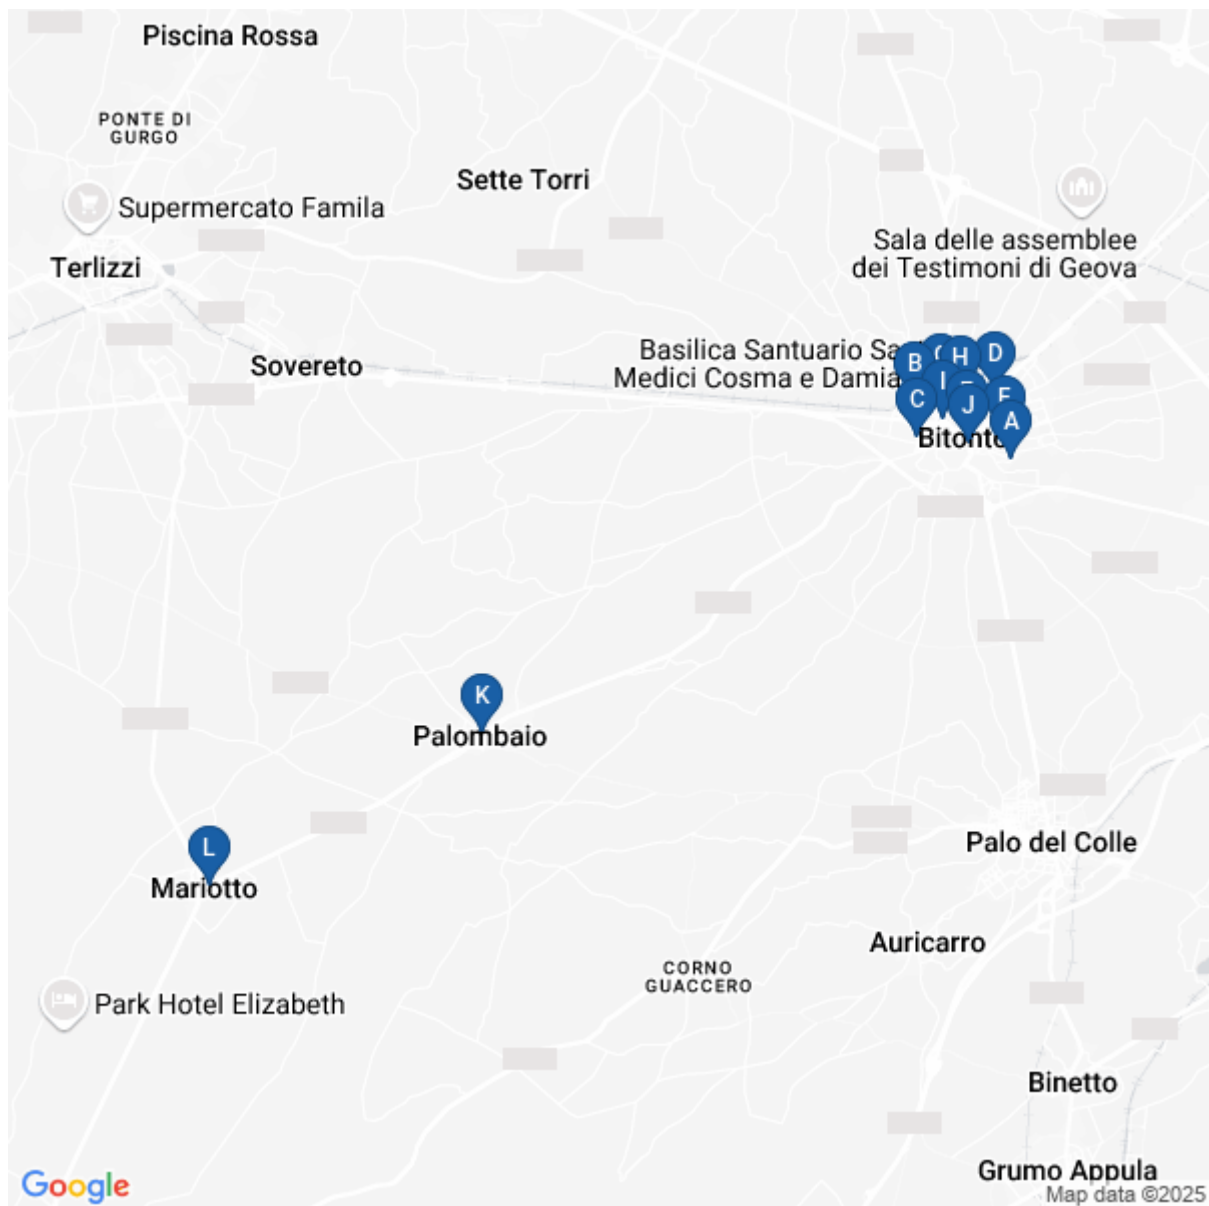 Piscina Rossa
PONTE DI
GURGO
Sette Torri
Supermercato Famila
Terlizzi
Sala delle assemblee
dei Testimoni di Geova
Sovereto
Basilica Santuario
Medici Cosma e
B
H
D
I
C
J
A
Bitonto
K
Palombaio
L
Mariotto
Palo del Colle
Auricarro
CORNO
GUACCERO
Park Hotel Elizabeth
Binetto
Grumo Appula
Google
Map data ©2025